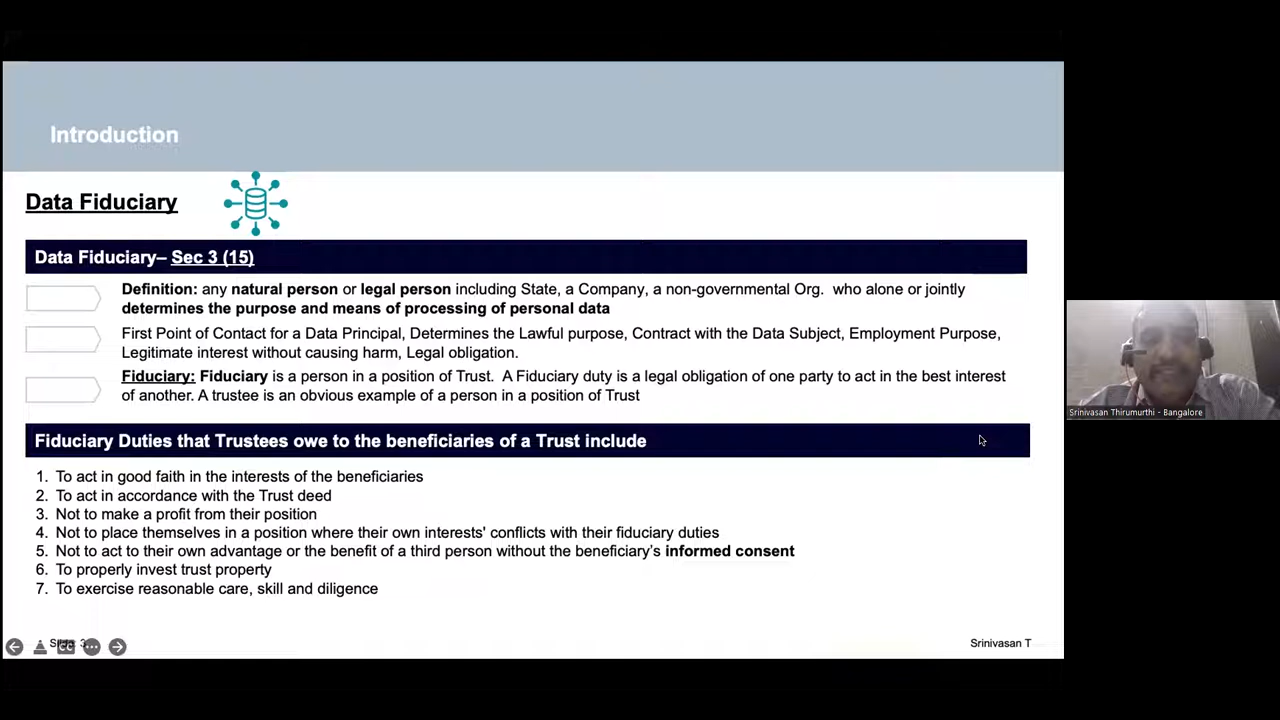 Introduction
Data Fiduciary
Data Fiduciary– Sec 3 (15)
Definition: any natural person or legal person including State, a Company, a non-governmental Org.  who alone or jointly
determines the purpose and means of processing of personal data
First Point of Contact for a Data Principal, Determines the Lawful purpose, Contract with the Data Subject, Employment Purpose,
Legitimate interest without causing harm, Legal obligation.
Fiduciary: Fiduciary is a person in a position of Trust.  A Fiduciary duty is a legal obligation of one party to act in the best interest
of another. A trustee is an obvious example of a person in a position of Trust
Fiduciary Duties that Trustees owe to the beneficiaries of a Trust include
1. To act in good faith in the interests of the beneficiaries
2. To act in accordance with the Trust deed
3. Not to make a profit from their position
4. Not to place themselves in a position where their own interests' conflicts with their fiduciary duties
5. Not to act to their own advantage or the benefit of a third person without the beneficiary's informed consent
6. To properly invest trust property
7. To exercise reasonable care, skill and diligence
Slide 3
Srinivasan T
Srinivasan Thirumurthi - Bangalore